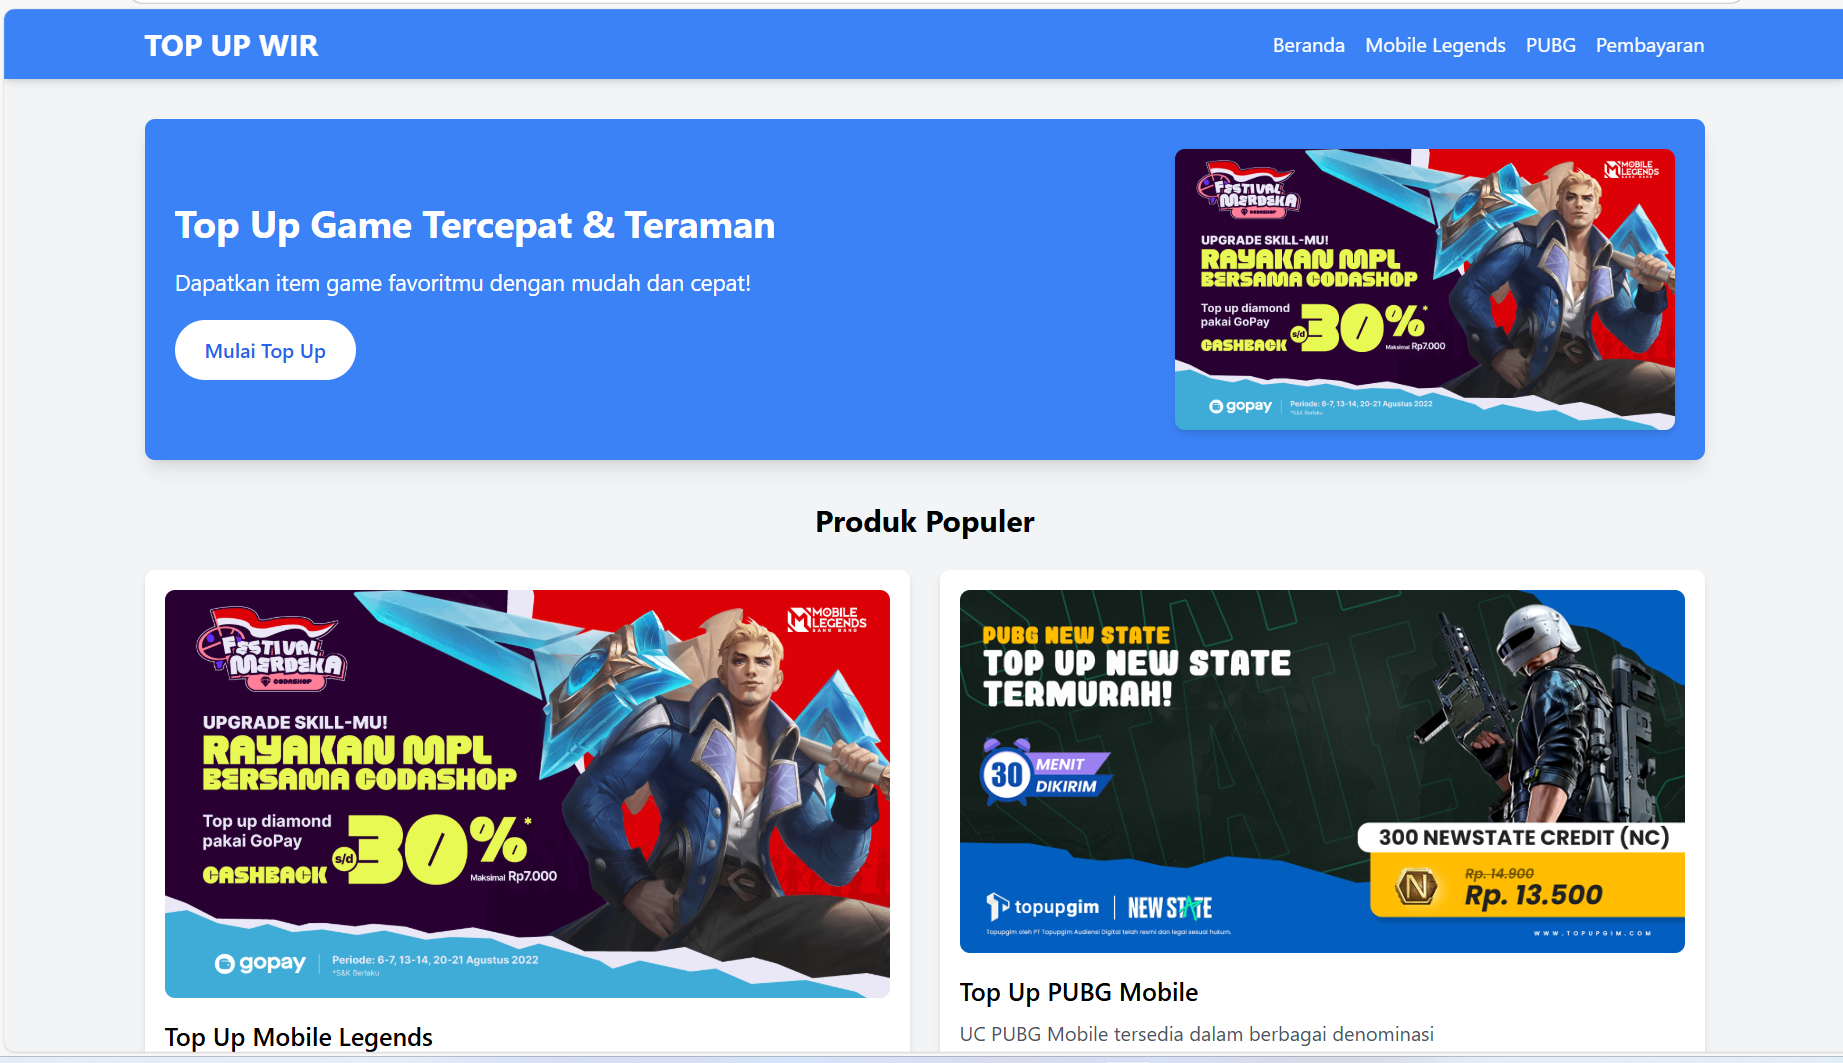 TOP UP WIR
Beranda Mobile Legends PUBG Pembayaran
Top Up Game Tercepat & Teraman
Dapatkan item game favoritmu dengan mudah dan cepat!
Mulai Top Up
FESTIVAL
MERDEKA
CODASHOP
MOBILE
LEGENDS
BANG BANG
UPGRADE SKILL-MU!
RAYAKAN MPL
BERSAMA CODASHOP
Top up diamond
pakai GoPay
CASHBACK s/d 30%*
Maksimal Rp7.000
gopay
Periode: 6-7, 13-14, 20-21 Agustus 2022
*S&K Berlaku
Produk Populer
FESTIVAL
MERDEKA
CODASHOP
MOBILE
LEGENDS
BANG BANG
UPGRADE SKILL-MU!
RAYAKAN MPL
BERSAMA CODASHOP
Top up diamond
pakai GoPay
CASHBACK s/d 30%*
Maksimal Rp7.000
gopay
Periode: 6-7, 13-14, 20-21 Agustus 2022
*S&K Berlaku
Top Up Mobile Legends
PUBG NEW STATE
TOP UP NEW STATE
TERMURAH!
30 MENIT
DIKIRIM
300 NEWSTATE CREDIT (NC)
N
Rp. 14.900
Rp. 13.500
topupgim
NEW STATE
Topupgim oleh PT Topupgim Audiensi Digital telah resmi dan legal sesuai hukum.
WWW.TOPUPGIM.COM
Top Up PUBG Mobile
UC PUBG Mobile tersedia dalam berbagai denominasi